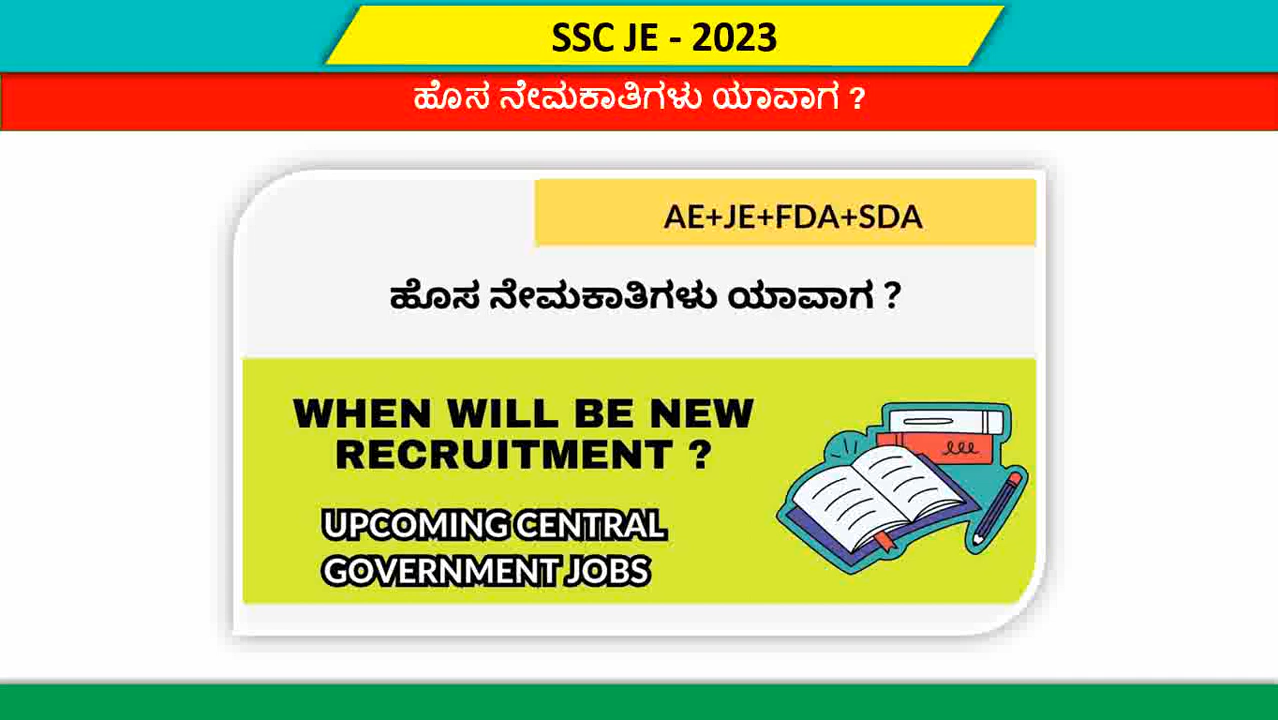 SSC JE - 2023
ಹೊಸ ನೇಮಕಾತಿಗಳು ಯಾವಾಗ ?
AE+JE+FDA+SDA
ಹೊಸ ನೇಮಕಾತಿಗಳು ಯಾವಾಗ ?
WHEN WILL BE NEW
RECRUITMENT ?
UPCOMING CENTRAL
GOVERNMENT JOBS